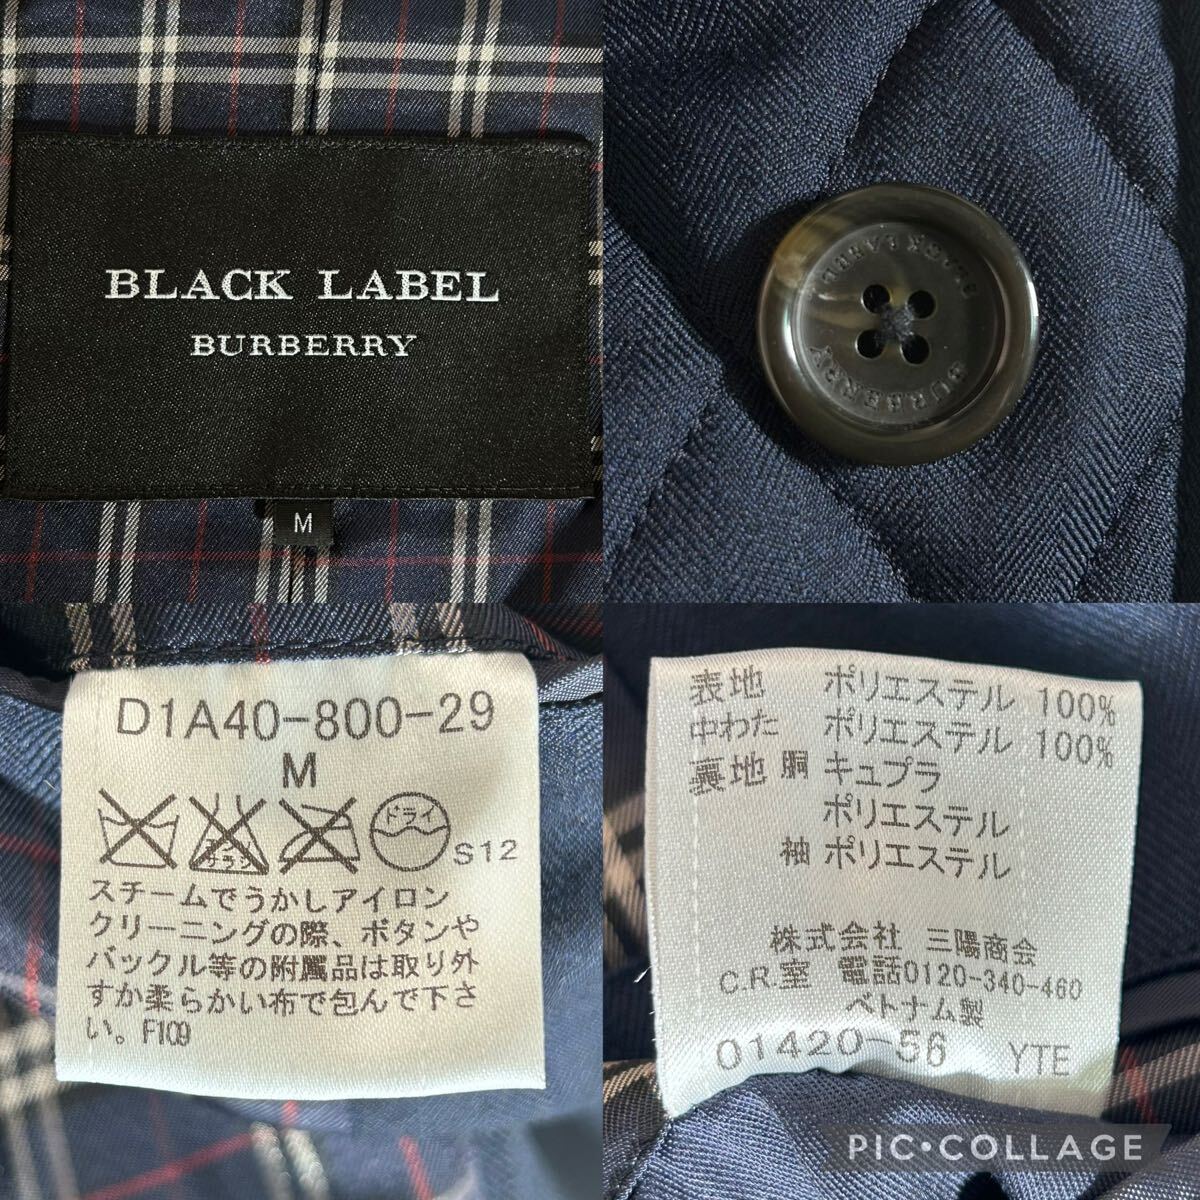 BLACK LABEL
BURBERRY
M
BLACK LABEL
BURBERRY
D1A40-800-29
M
ドライ
S12
スチームでうかしアイロン
クリーニングの際、ボタンや
バックル等の附属品は取り外
すか柔らかい布で包んで下さ
い。F109
表地 ポリエステル 100%
中わた ポリエステル 100%
裏地 胴 キュプラ
ポリエステル
袖 ポリエステル
株式会社 三陽商会
C.R.室 電話0120-340-460
ベトナム製
01420-56 YTE
PIC•COLLAGE